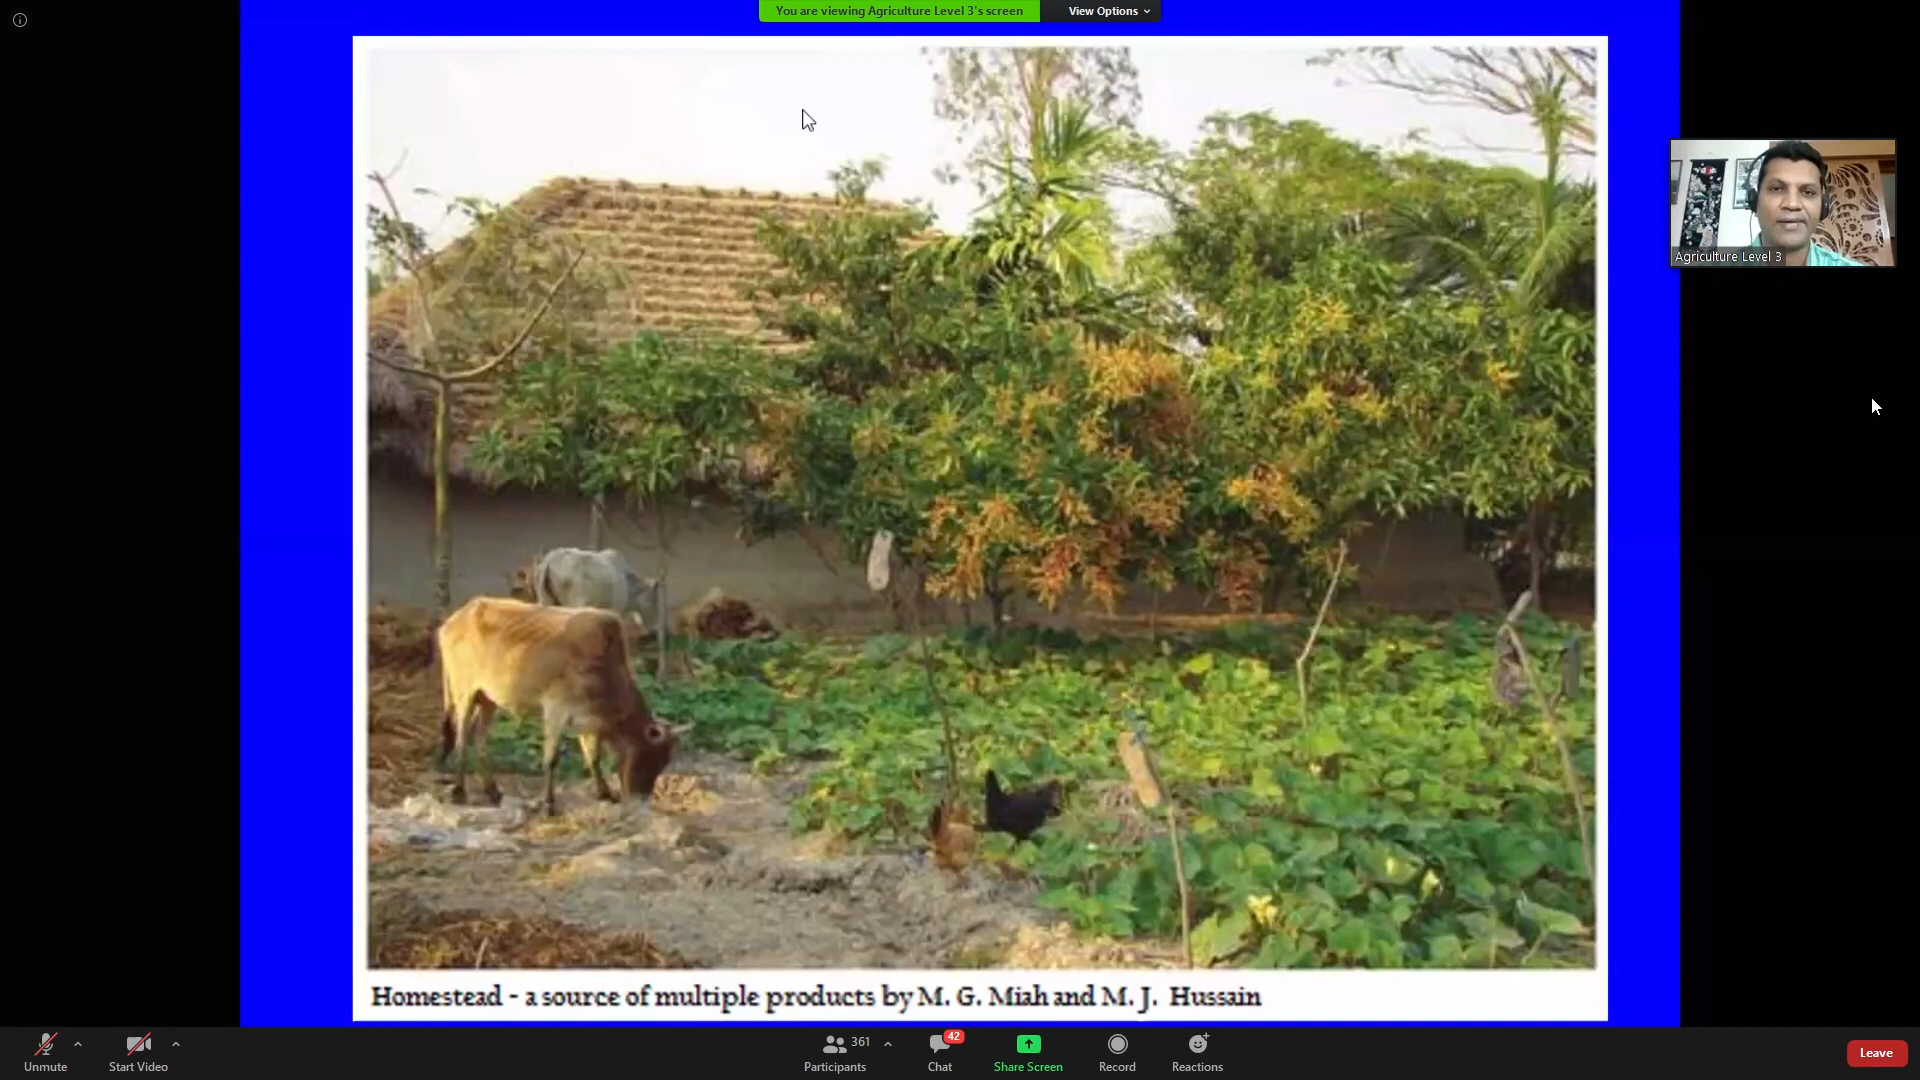 You are viewing Agriculture Level 3's screen
View Options
Agriculture Level 3
Homestead - a source of multiple products by M. G. Miah and M. J. Hussain
Unmute
Start Video
361
Participants
42
Chat
Share Screen
Record
Reactions
Leave